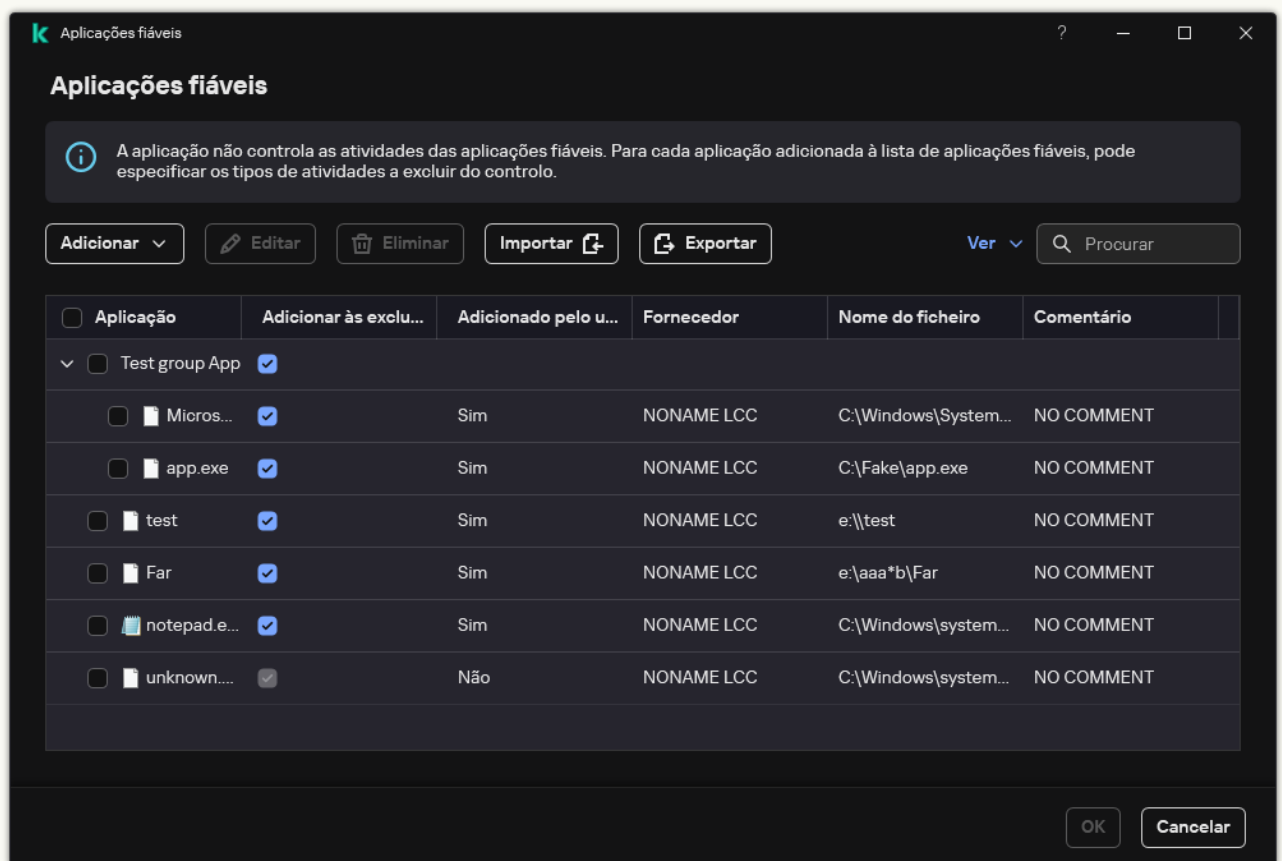 Aplicações fiáveis
Aplicações fiáveis
A aplicação não controla as atividades das aplicações fiáveis. Para cada aplicação adicionada à lista de aplicações fiáveis, pode
especificar os tipos de atividades a excluir do controlo.
Adicionar Editar Eliminar Importar Exportar Ver Procurar
Aplicação Adicionar às exclu... Adicionado pelo u... Fornecedor Nome do ficheiro Comentário
Test group App
Micros... Sim NONAME LCC C:\Windows\System... NO COMMENT
app.exe Sim NONAME LCC C:\Fake\app.exe NO COMMENT
test Sim NONAME LCC e:\\test NO COMMENT
Far Sim NONAME LCC e:\aaa*b\Far NO COMMENT
notepad.e... Sim NONAME LCC C:\Windows\system... NO COMMENT
unknown.... Não NONAME LCC C:\Windows\system... NO COMMENT
OK Cancelar